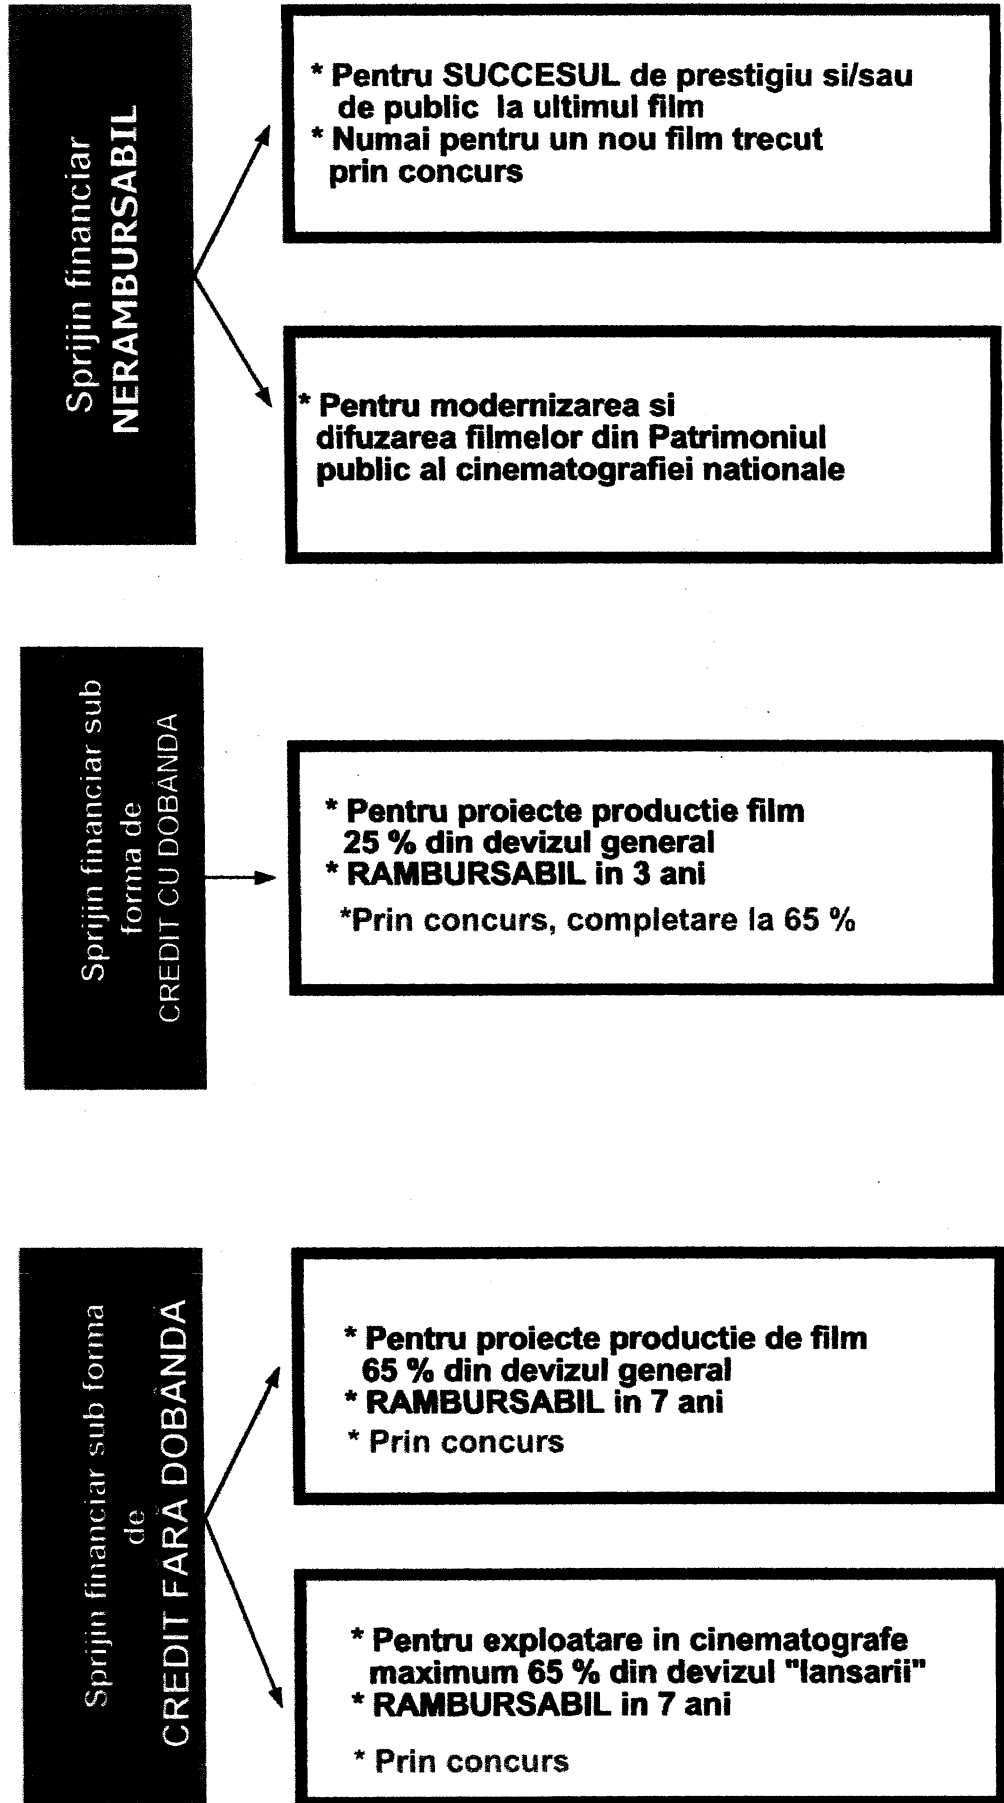 Sprijin financiar
NERAMBURSABIL
* Pentru SUCCESUL de prestigiu si/sau
de public la ultimul film
* Numai pentru un nou film trecut
prin concurs
* Pentru modernizarea si
difuzarea filmelor din Patrimoniul
public al cinematografiei nationale
Sprijin financiar sub
forma de
CREDIT CU DOBANDA
* Pentru proiecte productie film
25 % din devizul general
* RAMBURSABIL in 3 ani
*Prin concurs, completare la 65 %
Sprijin financiar sub forma
de
CREDIT FARA DOBANDA
* Pentru proiecte productie de film
65 % din devizul general
* RAMBURSABIL in 7 ani
* Prin concurs
* Pentru exploatare in cinematografe
maximum 65 % din devizul "lansarii"
* RAMBURSABIL in 7 ani
* Prin concurs